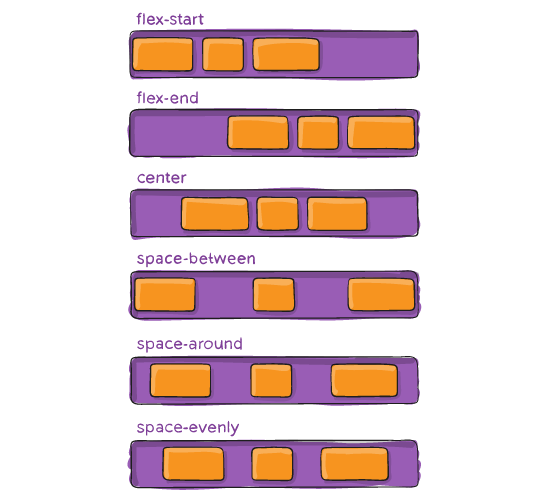 flex-start
flex-end
center
space-between
space-around
space-evenly